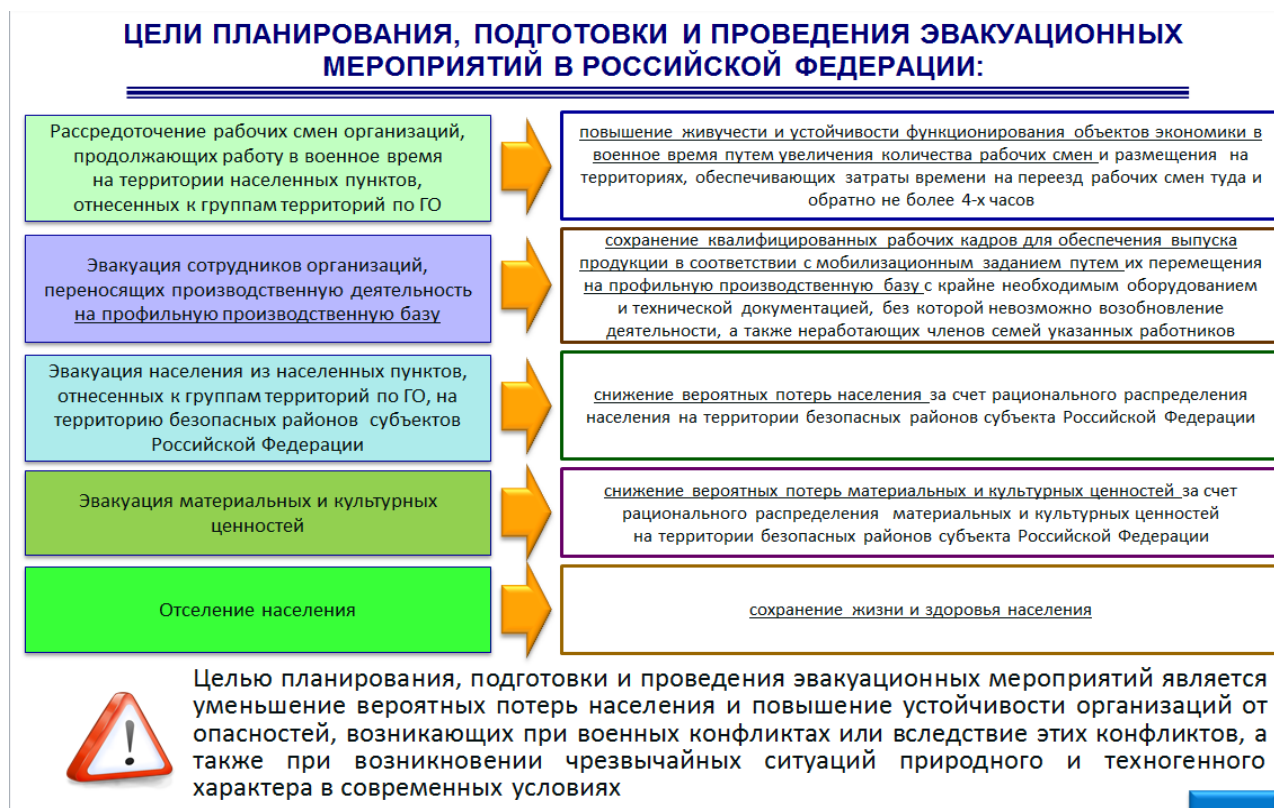 ЦЕЛИ ПЛАНИРОВАНИЯ, ПОДГОТОВКИ И ПРОВЕДЕНИЯ ЭВАКУАЦИОННЫХ
МЕРОПРИЯТИЙ В РОССИЙСКОЙ ФЕДЕРАЦИИ:
Рассредоточение рабочих смен организаций,
продолжающих работу в военное время
на территории населенных пунктов,
отнесенных к группам территорий по ГО
повышение живучести и устойчивости функционирования объектов экономики в
военное время путем увеличения количества рабочих смен и размещения на
территориях, обеспечивающих затраты времени на переезд рабочих смен туда и
обратно не более 4-х часов
Эвакуация сотрудников организаций,
переносящих производственную деятельность
на профильную производственную базу
сохранение квалифицированных рабочих кадров для обеспечения выпуска
продукции в соответствии с мобилизационным заданием путем их перемещения
на профильную производственную базу с крайне необходимым оборудованием
и технической документацией, без которой невозможно возобновление
деятельности, а также неработающих членов семей указанных работников
Эвакуация населения из населенных пунктов,
отнесенных к группам территорий по ГО, на
территорию безопасных районов субъектов
Российской Федерации
снижение вероятных потерь населения за счет рационального распределения
населения на территории безопасных районов субъекта Российской Федерации
Эвакуация материальных и культурных
ценностей
снижение вероятных потерь материальных и культурных ценностей за счет
рационального распределения материальных и культурных ценностей
на территории безопасных районов субъекта Российской Федерации
Отселение населения
сохранение жизни и здоровья населения
Целью планирования, подготовки и проведения эвакуационных мероприятий является
уменьшение вероятных потерь населения и повышение устойчивости организаций от
опасностей, возникающих при военных конфликтах или вследствие этих конфликтов, а
также при возникновении чрезвычайных ситуаций природного и техногенного
характера в современных условиях